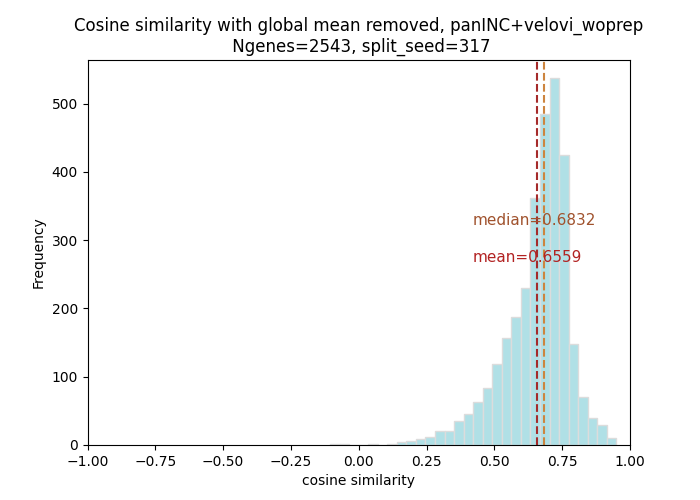 Cosine similarity with global mean removed, panINC+velovi_woprep
Ngenes=2543, split_seed=317
500
400
300
200
100
0
Frequency
median=0.6832
mean=0.6559
−1.00 −0.75 −0.50 −0.25 0.00 0.25 0.50 0.75 1.00
cosine similarity